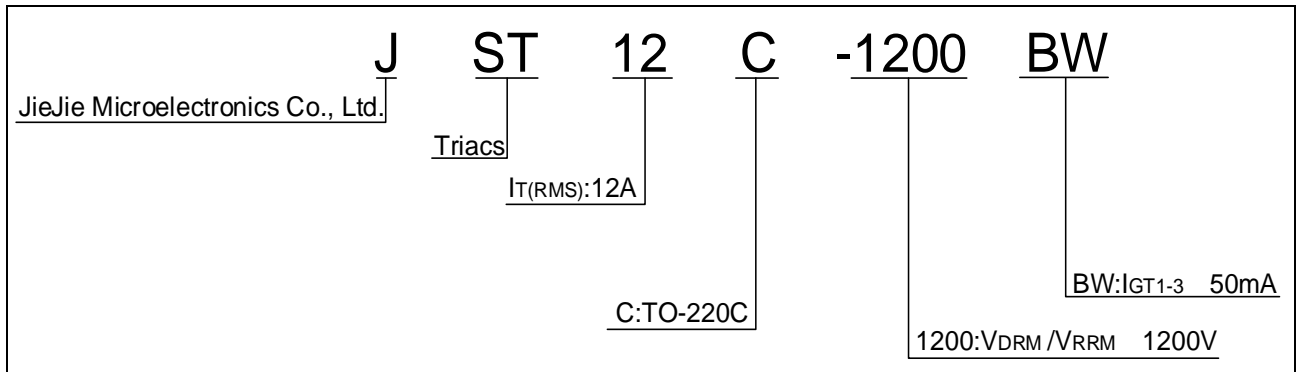 J ST 12 C -1200 BW
JieJie Microelectronics Co., Ltd.
Triacs
IT(RMS):12A
BW:IGT1-3 50mA
C:TO-220C
1200:VDRM/VRRM 1200V